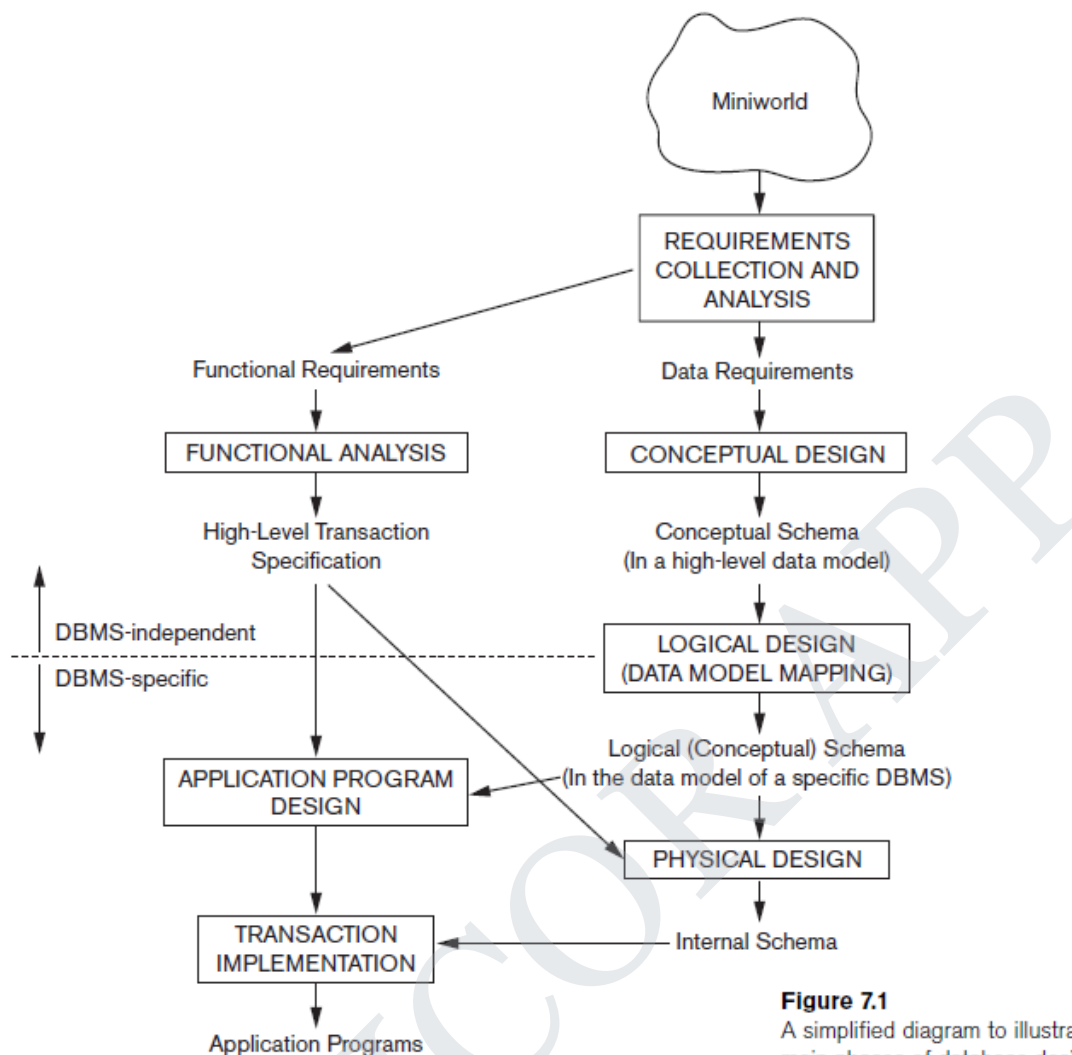 Miniworld
REQUIREMENTS
COLLECTION AND
ANALYSIS
Functional Requirements
Data Requirements
FUNCTIONAL ANALYSIS
CONCEPTUAL DESIGN
High-Level Transaction
Specification
Conceptual Schema
(In a high-level data model)
DBMS-independent
DBMS-specific
LOGICAL DESIGN
(DATA MODEL MAPPING)
Logical (Conceptual) Schema
(In the data model of a specific DBMS)
APPLICATION PROGRAM
DESIGN
PHYSICAL DESIGN
TRANSACTION
IMPLEMENTATION
Internal Schema
Application Programs
Figure 7.1
A simplified diagram to illustra
COR APP